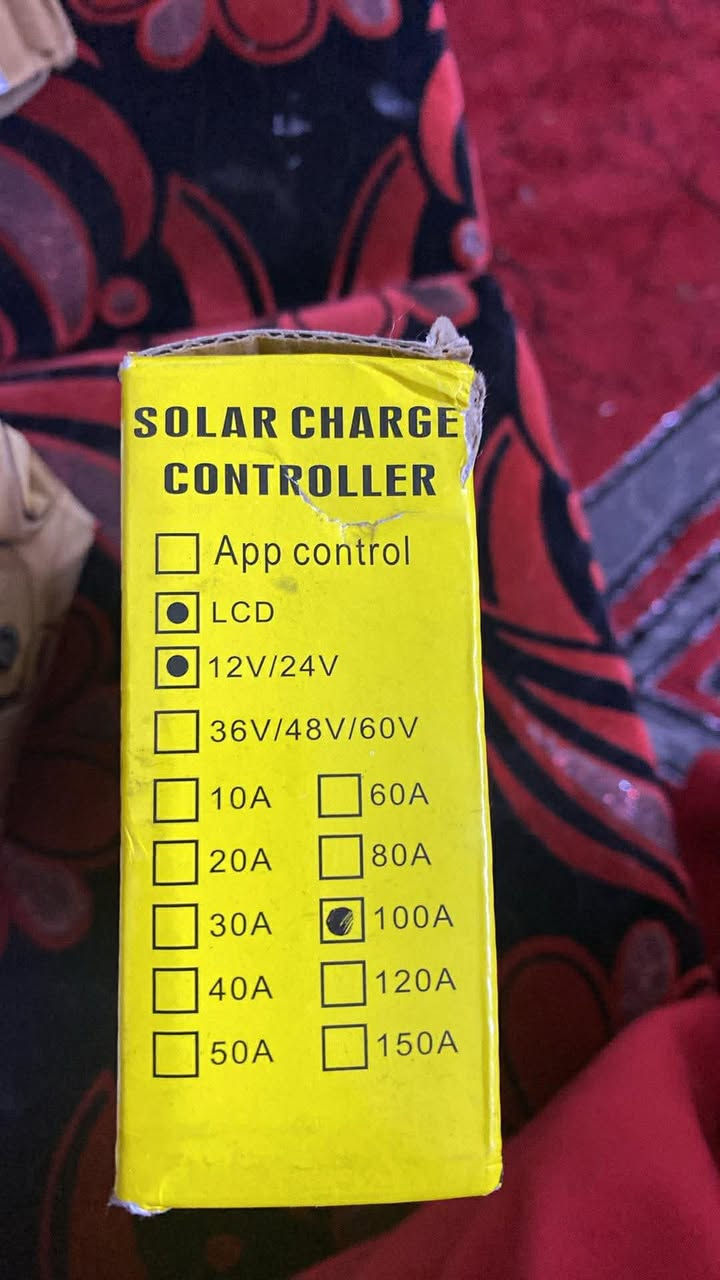 SOLAR CHARGE
CONTROLLER
App control
LCD
12V/24V
36V/48V/60V
10A 60A
20A 80A
30A 100A
40A 120A
50A 150A